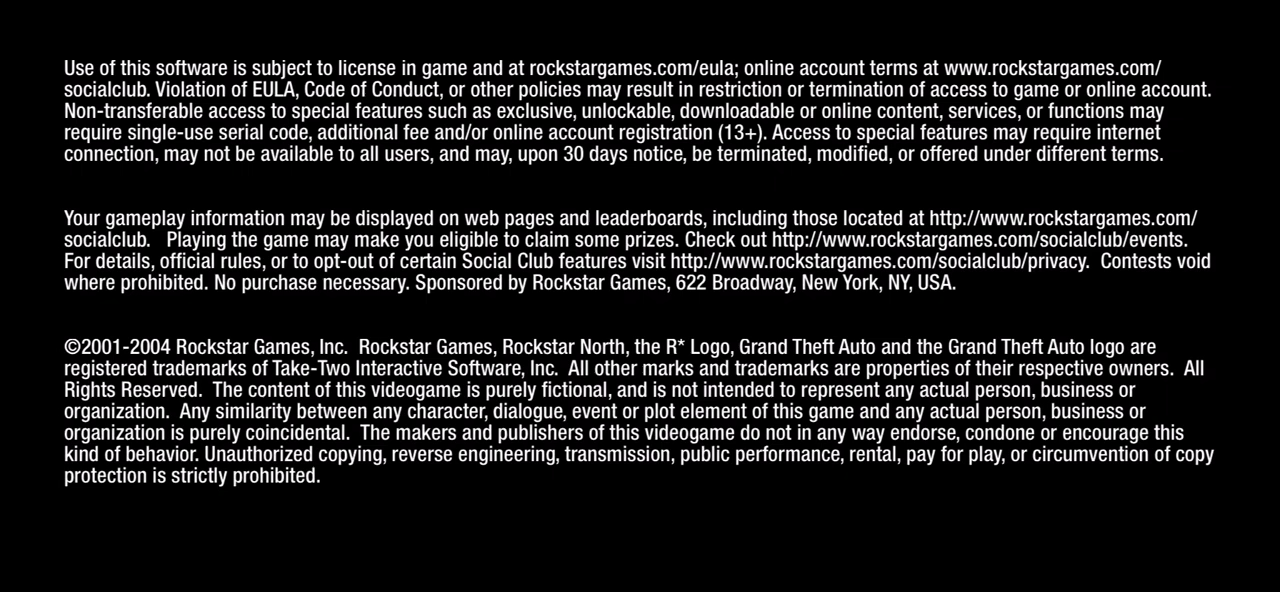 Use of this software is subject to license in game and at rockstargames.com/eula; online account terms at www.rockstargames.com/
socialclub. Violation of EULA, Code of Conduct, or other policies may result in restriction or termination of access to game or online account.
Non-transferable access to special features such as exclusive, unlockable, downloadable or online content, services, or functions may
require single-use serial code, additional fee and/or online account registration (13+). Access to special features may require internet
connection, may not be available to all users, and may, upon 30 days notice, be terminated, modified, or offered under different terms.
Your gameplay information may be displayed on web pages and leaderboards, including those located at http://www.rockstargames.com/
socialclub.   Playing the game may make you eligible to claim some prizes. Check out http://www.rockstargames.com/socialclub/events.
For details, official rules, or to opt-out of certain Social Club features visit http://www.rockstargames.com/socialclub/privacy.  Contests void
where prohibited. No purchase necessary. Sponsored by Rockstar Games, 622 Broadway, New York, NY, USA.
©2001-2004 Rockstar Games, Inc.  Rockstar Games, Rockstar North, the R* Logo, Grand Theft Auto and the Grand Theft Auto logo are
registered trademarks of Take-Two Interactive Software, Inc.  All other marks and trademarks are properties of their respective owners.  All
Rights Reserved.  The content of this videogame is purely fictional, and is not intended to represent any actual person, business or
organization.  Any similarity between any character, dialogue, event or plot element of this game and any actual person, business or
organization is purely coincidental.  The makers and publishers of this videogame do not in any way endorse, condone or encourage this
kind of behavior. Unauthorized copying, reverse engineering, transmission, public performance, rental, pay for play, or circumvention of copy
protection is strictly prohibited.